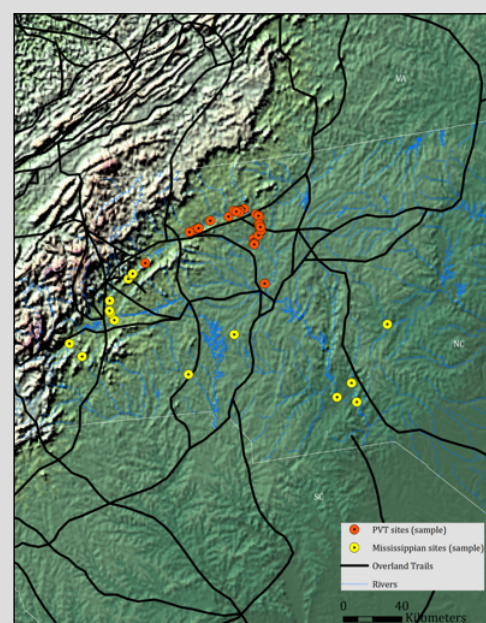 VA
NC
SC
PVT sites (sample)
Mississippian sites (sample)
Overland Trails
Rivers
0 40
Kilometers